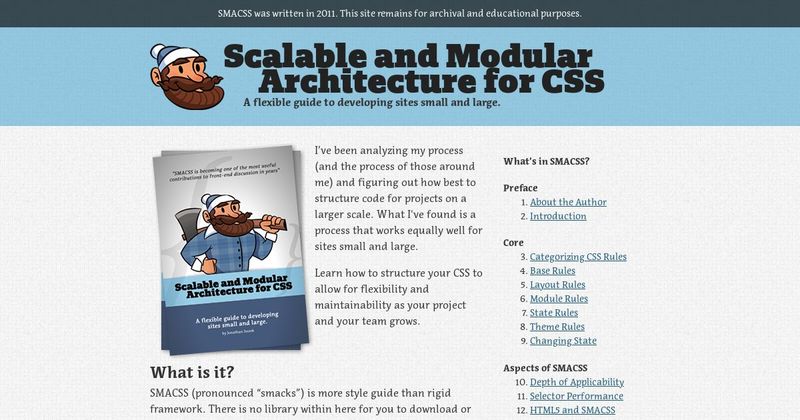 SMACSS was written in 2011. This site remains for archival and educational purposes.
Scalable and Modular
Architecture for CSS
A flexible guide to developing sites small and large.
"SMACSS is becoming one of the most useful
contributions to front-end discussion in years"
Scalable and Modular
Architecture for CSS
A flexible guide to developing
sites small and large.
by Jonathan Snook
I've been analyzing my process
(and the process of those around
me) and figuring out how best to
structure code for projects on a
larger scale. What I've found is a
process that works equally well for
sites small and large.
Learn how to structure your CSS to
allow for flexibility and
maintainability as your project
and your team grows.
What is it?
SMACSS (pronounced “smacks”) is more style guide than rigid
framework. There is no library within here for you to download or
What's in SMACSS?
Preface
1. About the Author
2. Introduction
Core
3. Categorizing CSS Rules
4. Base Rules
5. Layout Rules
6. Module Rules
7. State Rules
8. Theme Rules
9. Changing State
Aspects of SMACSS
10. Depth of Applicability
11. Selector Performance
12. HTML5 and SMACSS